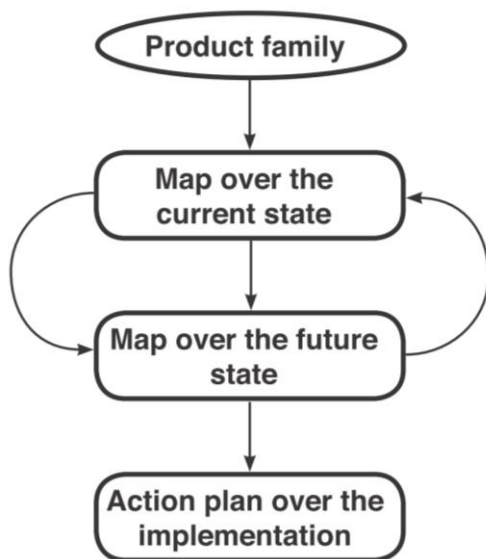 Product family
Map over the
current state
Map over the future
state
Action plan over the
implementation